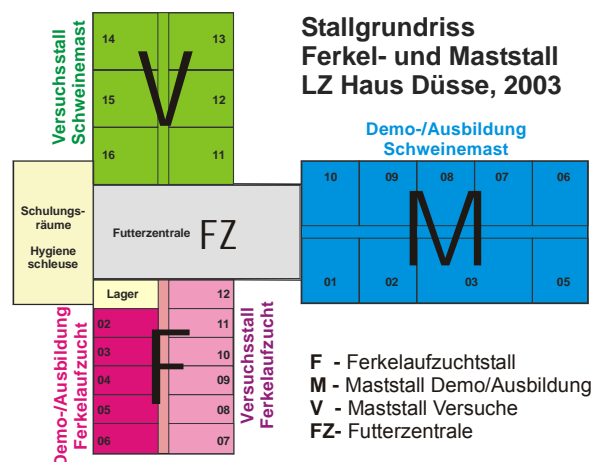 Stallgrundriss
Ferkel- und Maststall
LZ Haus Düsse, 2003
Versuchsstall
Schweinemast
14
13
15
12
16
11
V
Demo-/Ausbildung
Schweinemast
10
09
08
07
06
M
01
02
03
05
Schulungs-
räume
Hygiene
schleuse
Futterzentrale FZ
Lager
12
02
11
03
10
04
09
05
08
06
07
F
Demo-/Ausbildung
Ferkelaufzucht
Versuchsstall
Ferkelaufzucht
F - Ferkelaufzuchtstall
M - Maststall Demo/Ausbildung
V - Maststall Versuche
FZ- Futterzentrale